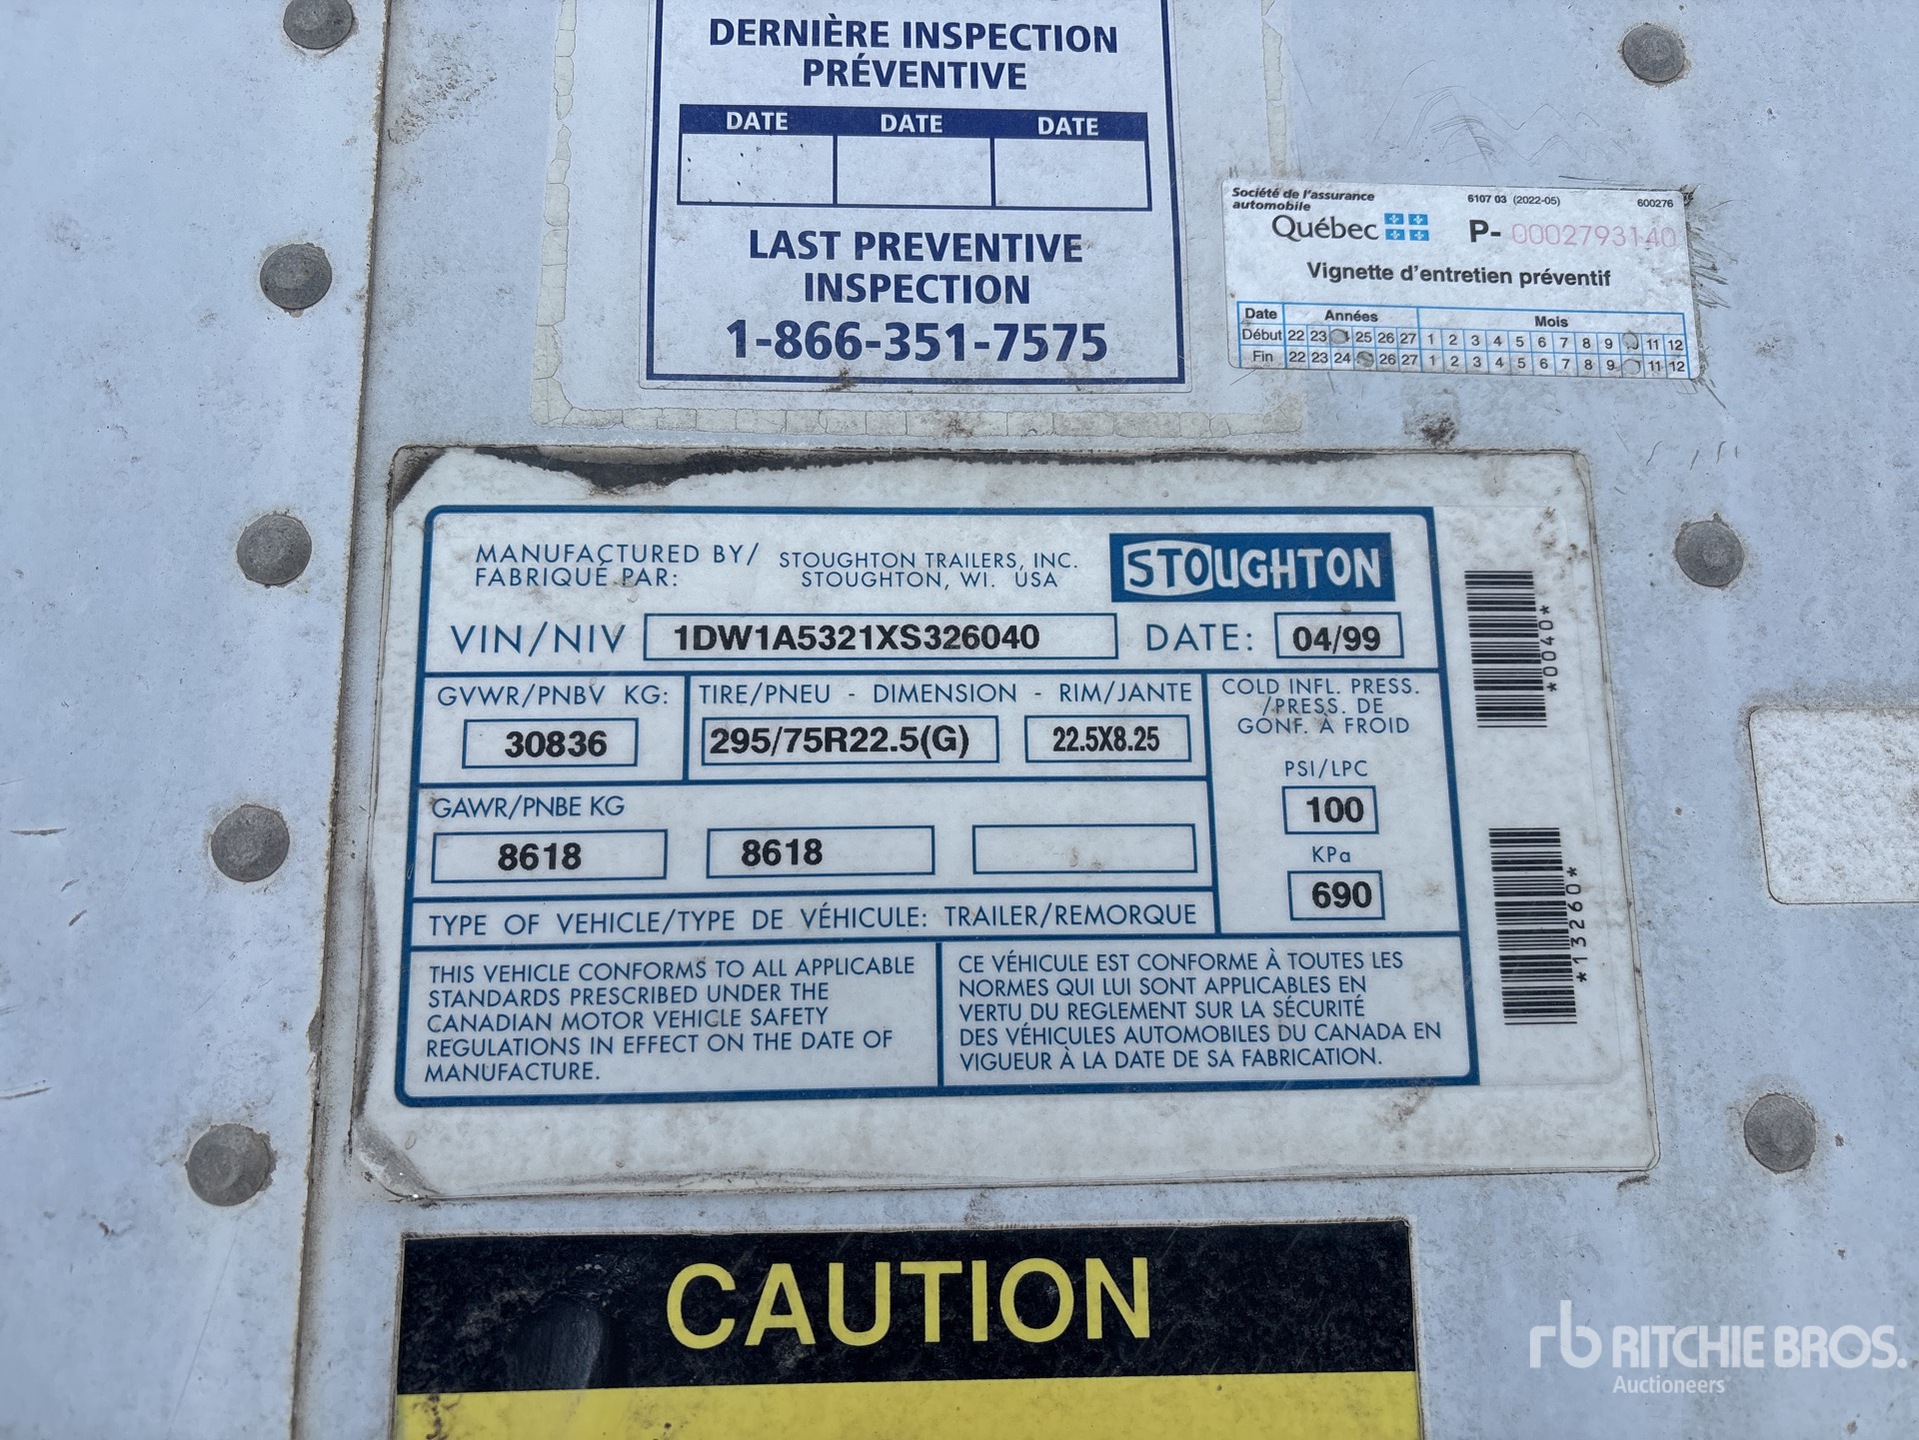 DERNIÈRE INSPECTION
PRÉVENTIVE
DATE DATE DATE
LAST PREVENTIVE
INSPECTION
1-866-351-7575
Société de l'assurance
automobile
Québec
6107 03 (2022-05) 600276
P- 0002793140
Vignette d'entretien préventif
Date Années Mois
Début 22 23 25 26 27 1 2 3 4 5 6 7 8 9 11 12
Fin 22 23 24 26 27 1 2 3 4 5 6 7 8 9 11 12
MANUFACTURED BY/
FABRIQUÉ PAR:
STOUGHTON TRAILERS, INC.
STOUGHTON, WI. USA
STOUGHTON
VIN/NIV 1DW1A5321XS326040 DATE: 04/99
GVWR/PNBV KG:
30836
TIRE/PNEU - DIMENSION - RIM/JANTE
295/75R22.5(G) 22.5X8.25
COLD INFL. PRESS.
/PRESS. DE
GONF. À FROID
PSI/LPC
100
KPa
690
GAWR/PNBE KG
8618 8618
TYPE OF VEHICLE/TYPE DE VÉHICULE: TRAILER/REMORQUE
THIS VEHICLE CONFORMS TO ALL APPLICABLE
STANDARDS PRESCRIBED UNDER THE
CANADIAN MOTOR VEHICLE SAFETY
REGULATIONS IN EFFECT ON THE DATE OF
MANUFACTURE.
CE VÉHICULE EST CONFORME À TOUTES LES
NORMES QUI LUI SONT APPLICABLES EN
VERTU DU REGLEMENT SUR LA SÉCURITÉ
DES VÉHICULES AUTOMOBILES DU CANADA EN
VIGUEUR À LA DATE DE SA FABRICATION.
*0040*
*13260*
CAUTION
rb RITCHIE BROS.
Auctioneers